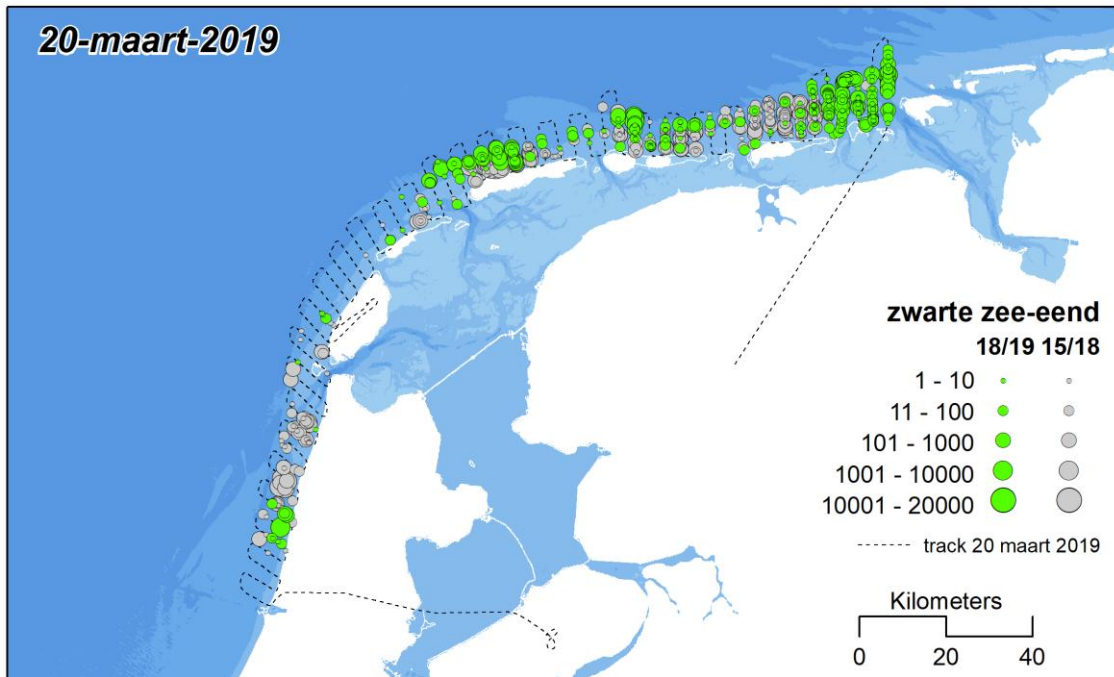 20-maart-2019
zwarte zee-eend
18/19 15/18
1 - 10
11 - 100
101 - 1000
1001 - 10000
10001 - 20000
track 20 maart 2019
Kilometers
0 20 40